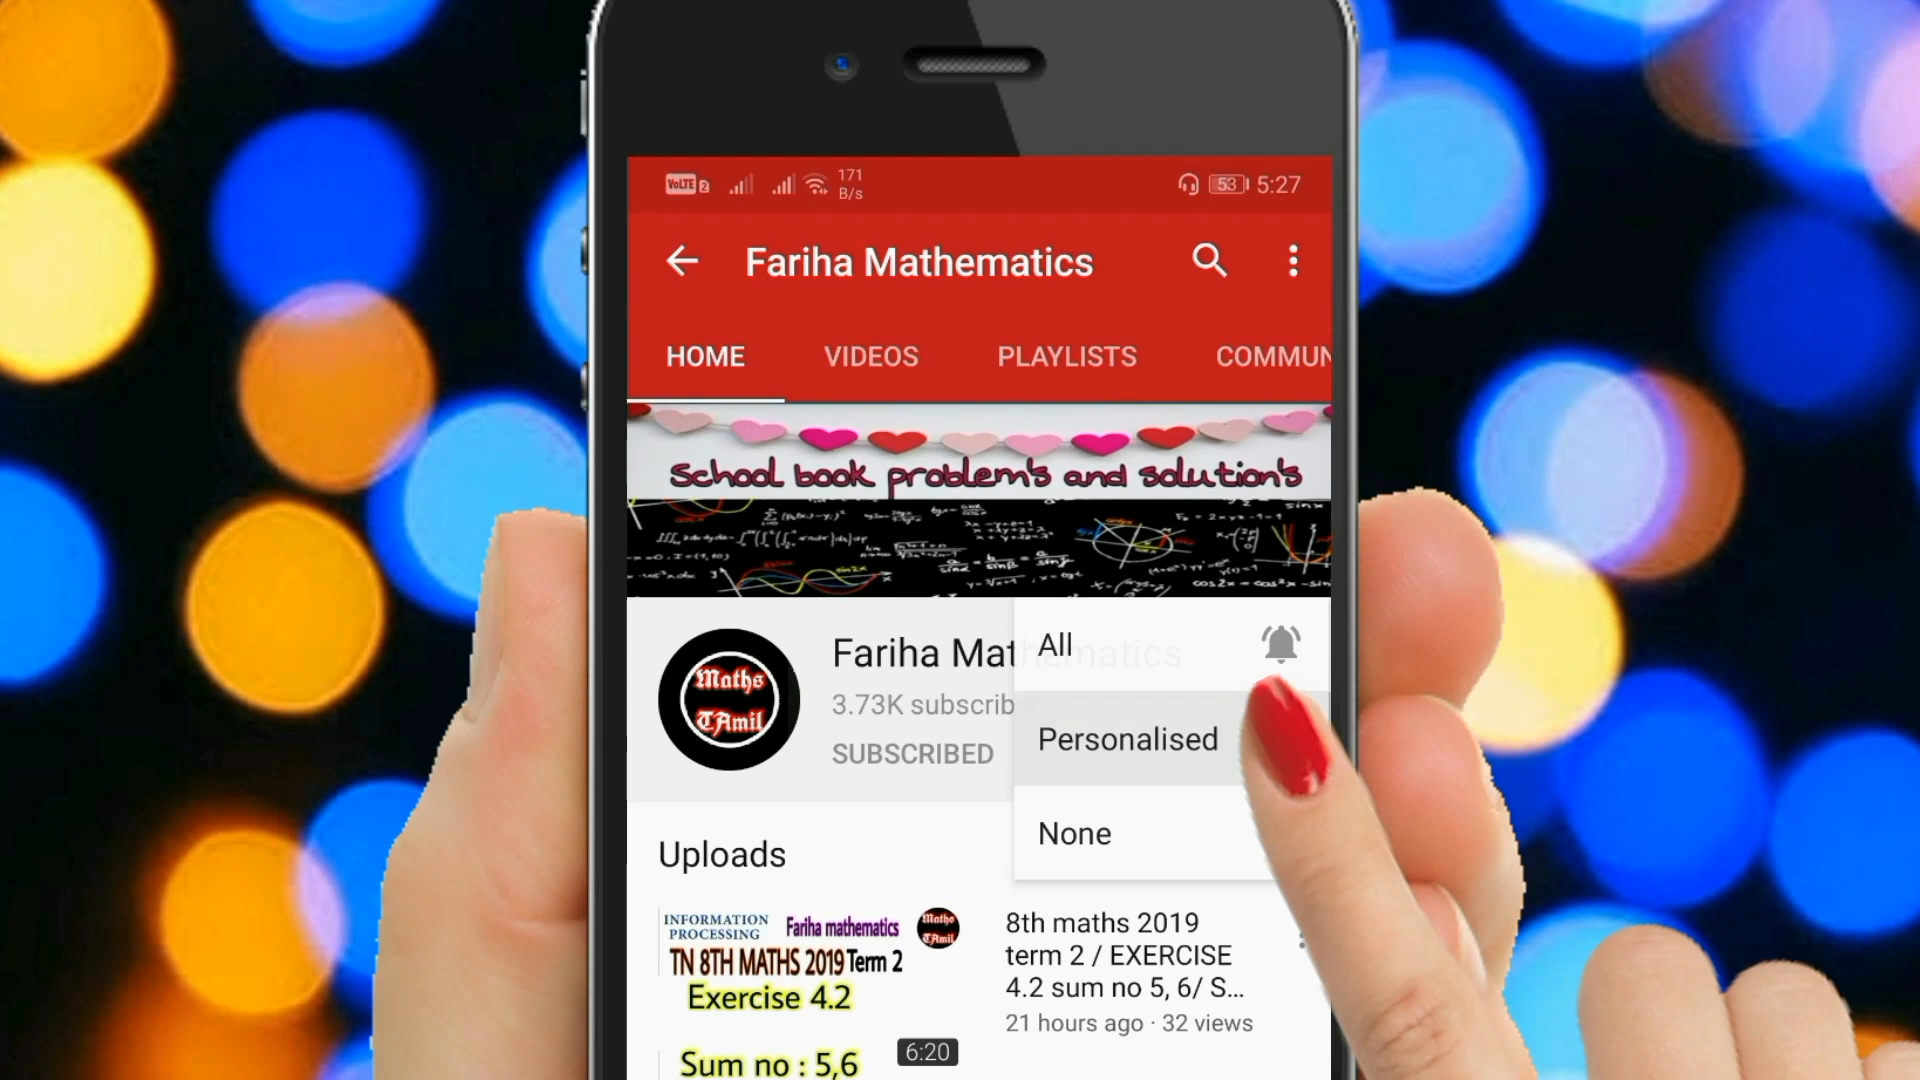 VoLTE 2
171
B/s
53
5:27
Fariha Mathematics
HOME
VIDEOS
PLAYLISTS
COMMUN
School book problem's and solution's
Fariha Mathematics
3.73K subscrib
SUBSCRIBED
All
Personalised
None
Maths
TAmil
Uploads
INFORMATION
PROCESSING
Fariha mathematics
Maths
TAmil
TN 8TH MATHS 2019 Term 2
Exercise 4.2
Sum no : 5,6
6:20
8th maths 2019
term 2 / EXERCISE
4.2 sum no 5, 6/ S...
21 hours ago · 32 views